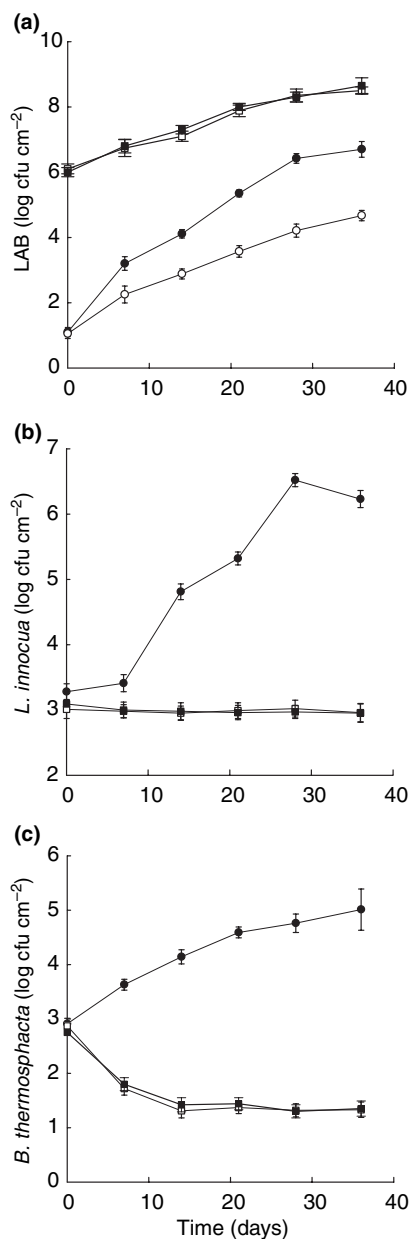 (a)
10
8
6
4
2
0
LAB (log cfu cm−2)
0 10 20 30 40
(b)
7
6
5
4
3
2
L. innocua (log cfu cm−2)
0 10 20 30 40
(c)
6
5
4
3
2
1
0
B. thermosphacta (log cfu cm−2)
0 10 20 30 40
Time (days)